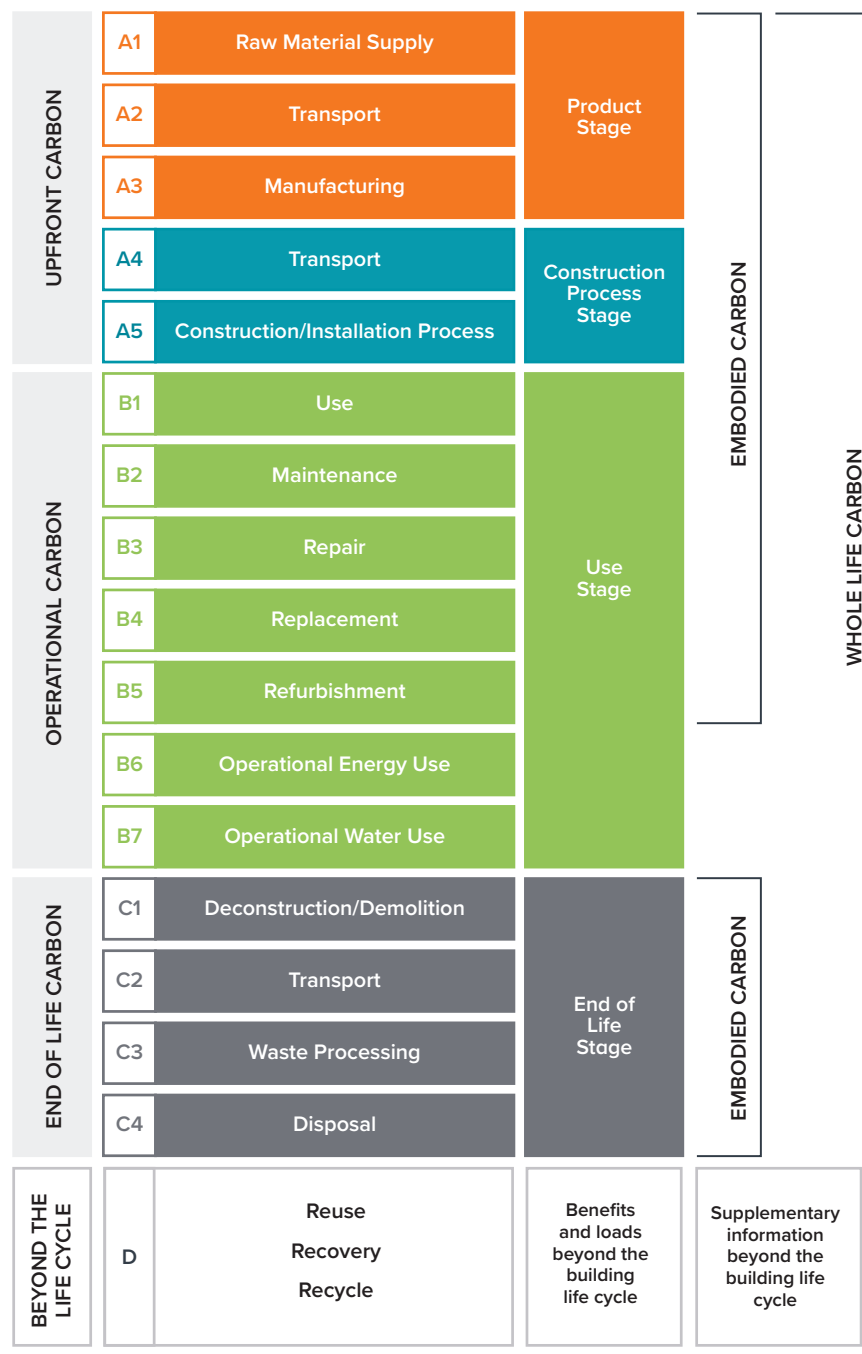 UPFRONT CARBON
A1
Raw Material Supply
A2
Transport
A3
Manufacturing
Product
Stage
A4
Transport
A5
Construction/Installation Process
Construction
Process
Stage
EMBODIED CARBON
WHOLE LIFE CARBON
OPERATIONAL CARBON
B1
Use
B2
Maintenance
B3
Repair
B4
Replacement
B5
Refurbishment
B6
Operational Energy Use
B7
Operational Water Use
Use
Stage
END OF LIFE CARBON
C1
Deconstruction/Demolition
C2
Transport
C3
Waste Processing
C4
Disposal
End of
Life
Stage
EMBODIED CARBON
BEYOND THE
LIFE CYCLE
D
Reuse
Recovery
Recycle
Benefits
and loads
beyond the
building
life cycle
Supplementary
information
beyond the
building life
cycle